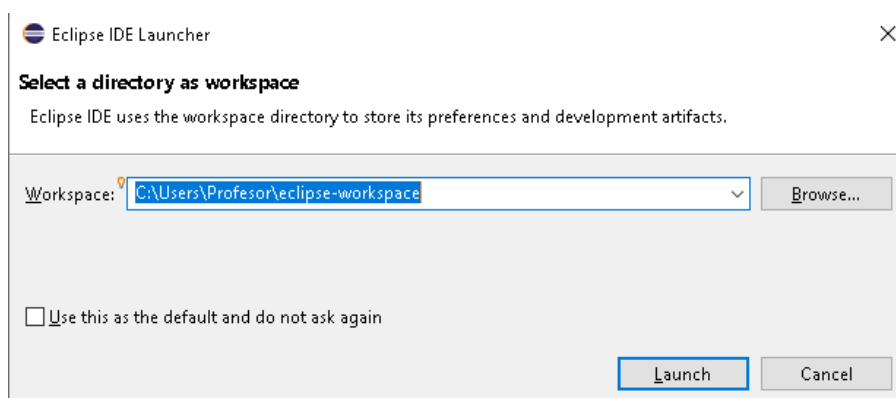 Eclipse IDE Launcher
Select a directory as workspace
Eclipse IDE uses the workspace directory to store its preferences and development artifacts.
Workspace: C:\Users\Profesor\eclipse-workspace Browse...
Use this as the default and do not ask again
Launch Cancel